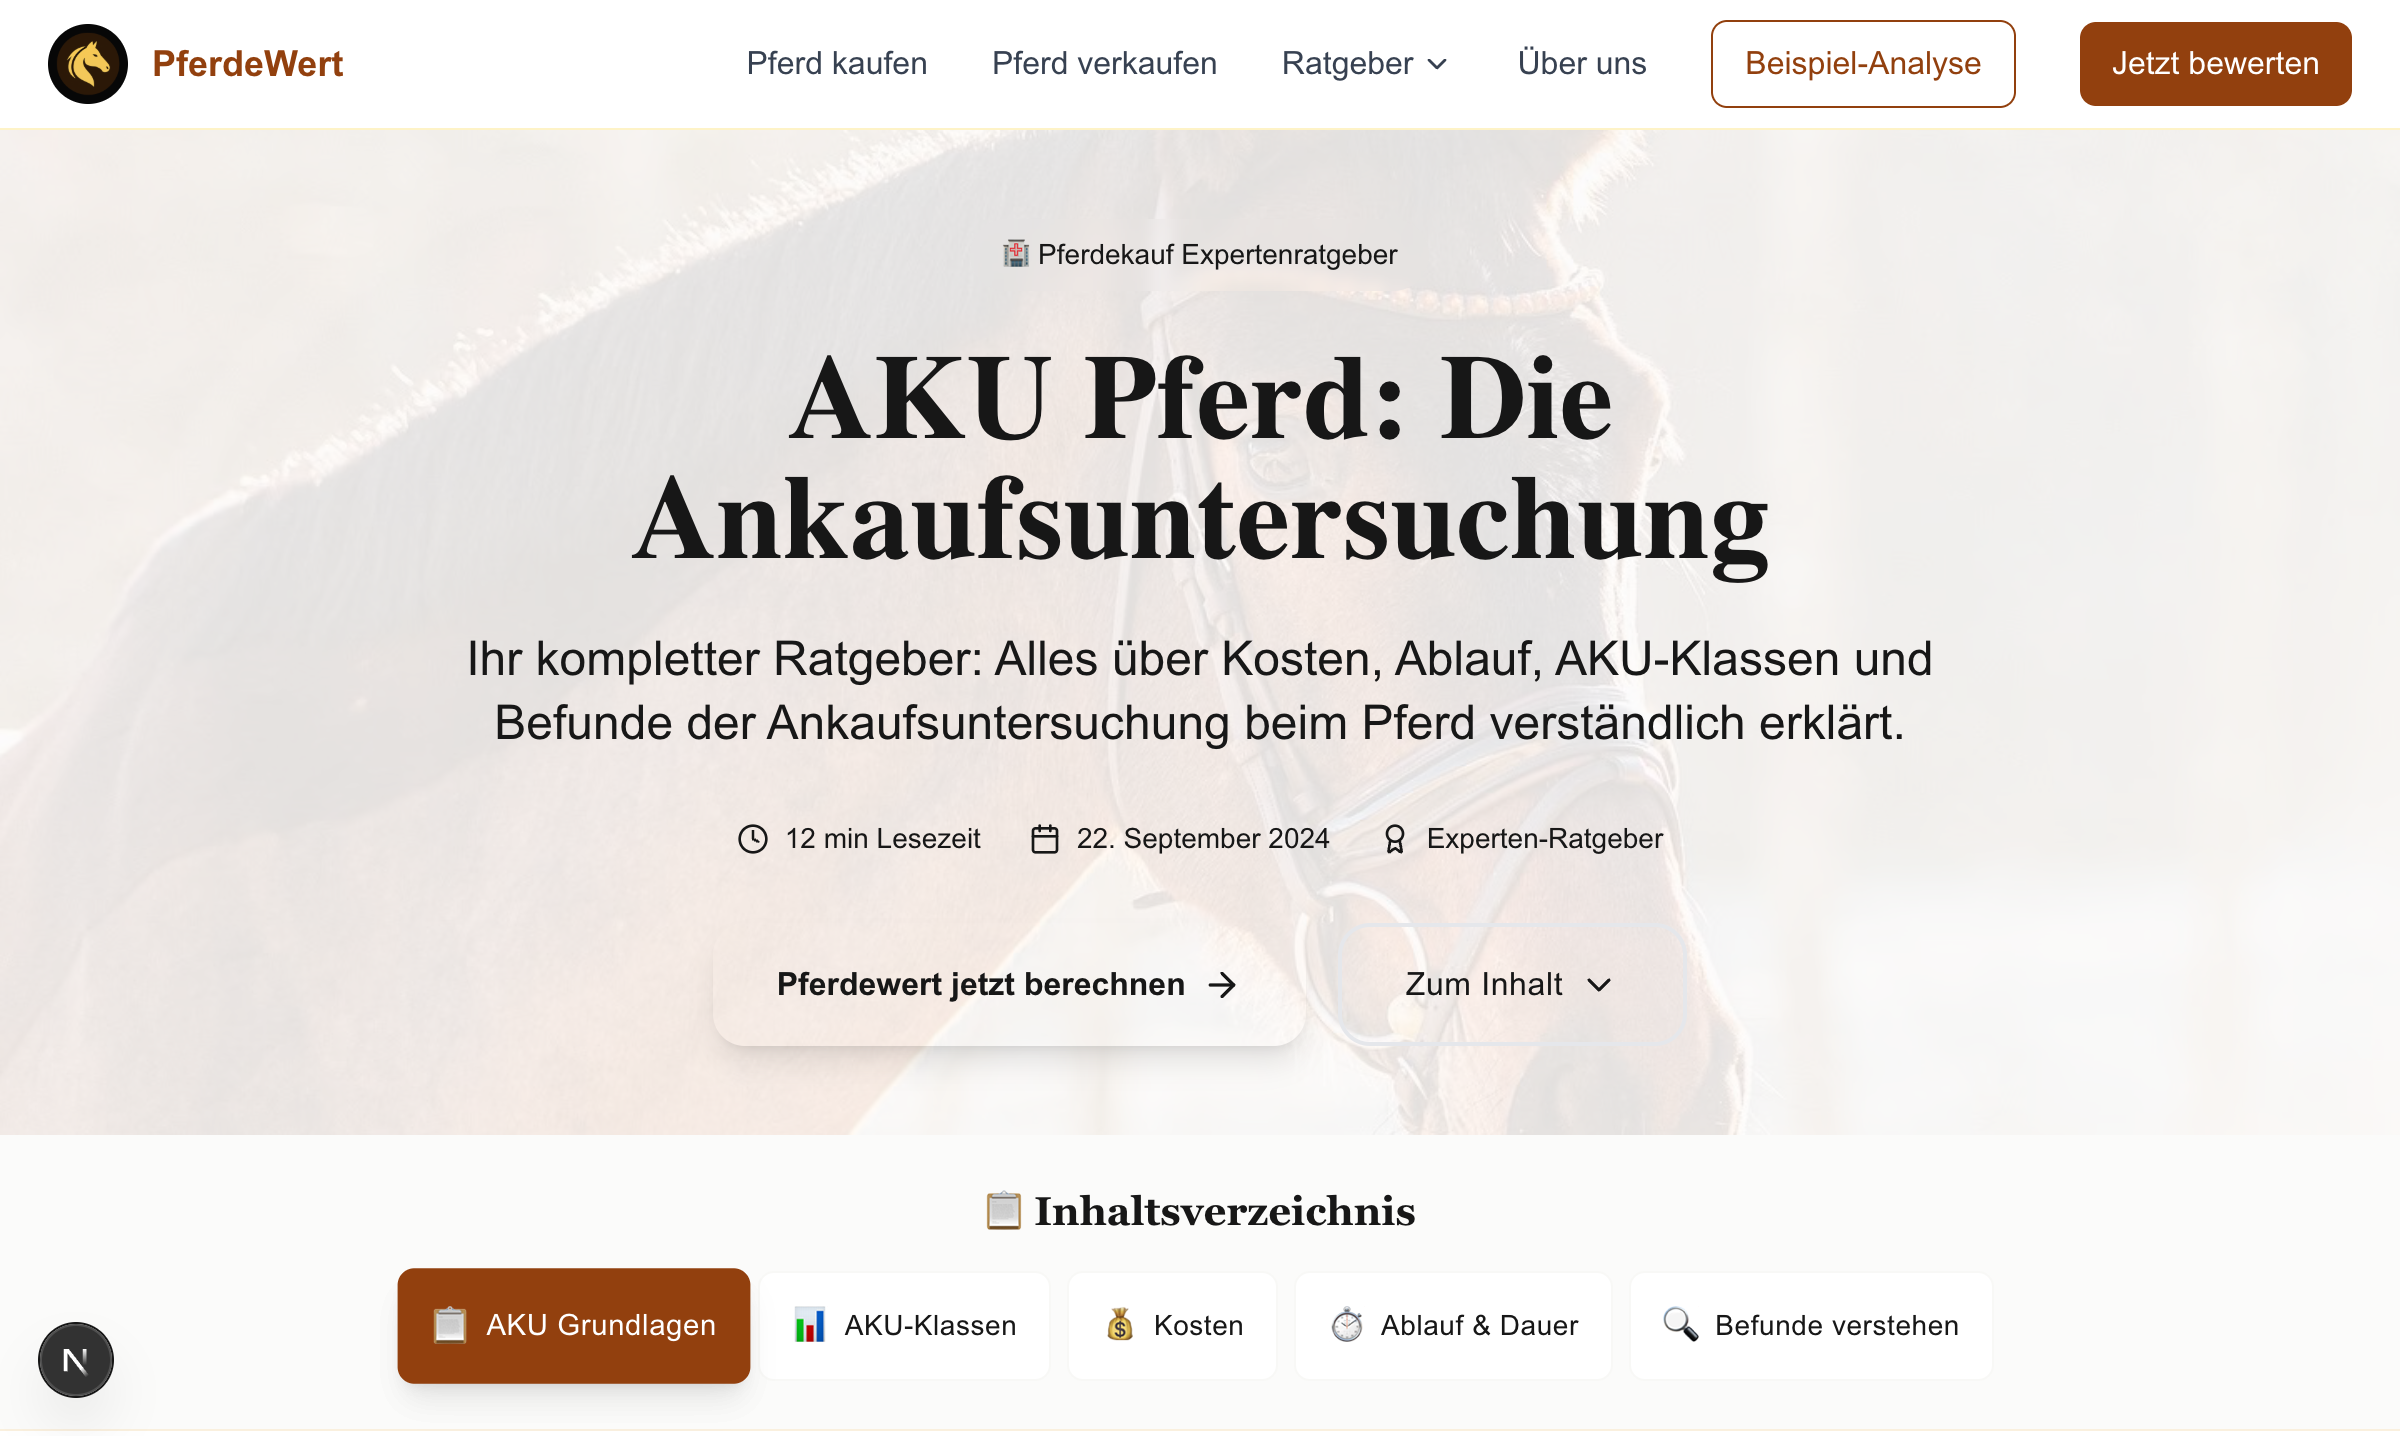 PferdeWert
Pferd kaufen
Pferd verkaufen
Ratgeber
Über uns
Beispiel-Analyse
Jetzt bewerten
Pferdekauf Expertenratgeber
AKU Pferd: Die
Ankaufsuntersuchung
Ihr kompletter Ratgeber: Alles über Kosten, Ablauf, AKU-Klassen und
Befunde der Ankaufsuntersuchung beim Pferd verständlich erklärt.
12 min Lesezeit
22. September 2024
Experten-Ratgeber
Pferdewert jetzt berechnen
Zum Inhalt
Inhaltsverzeichnis
AKU Grundlagen
AKU-Klassen
Kosten
Ablauf & Dauer
Befunde verstehen
N